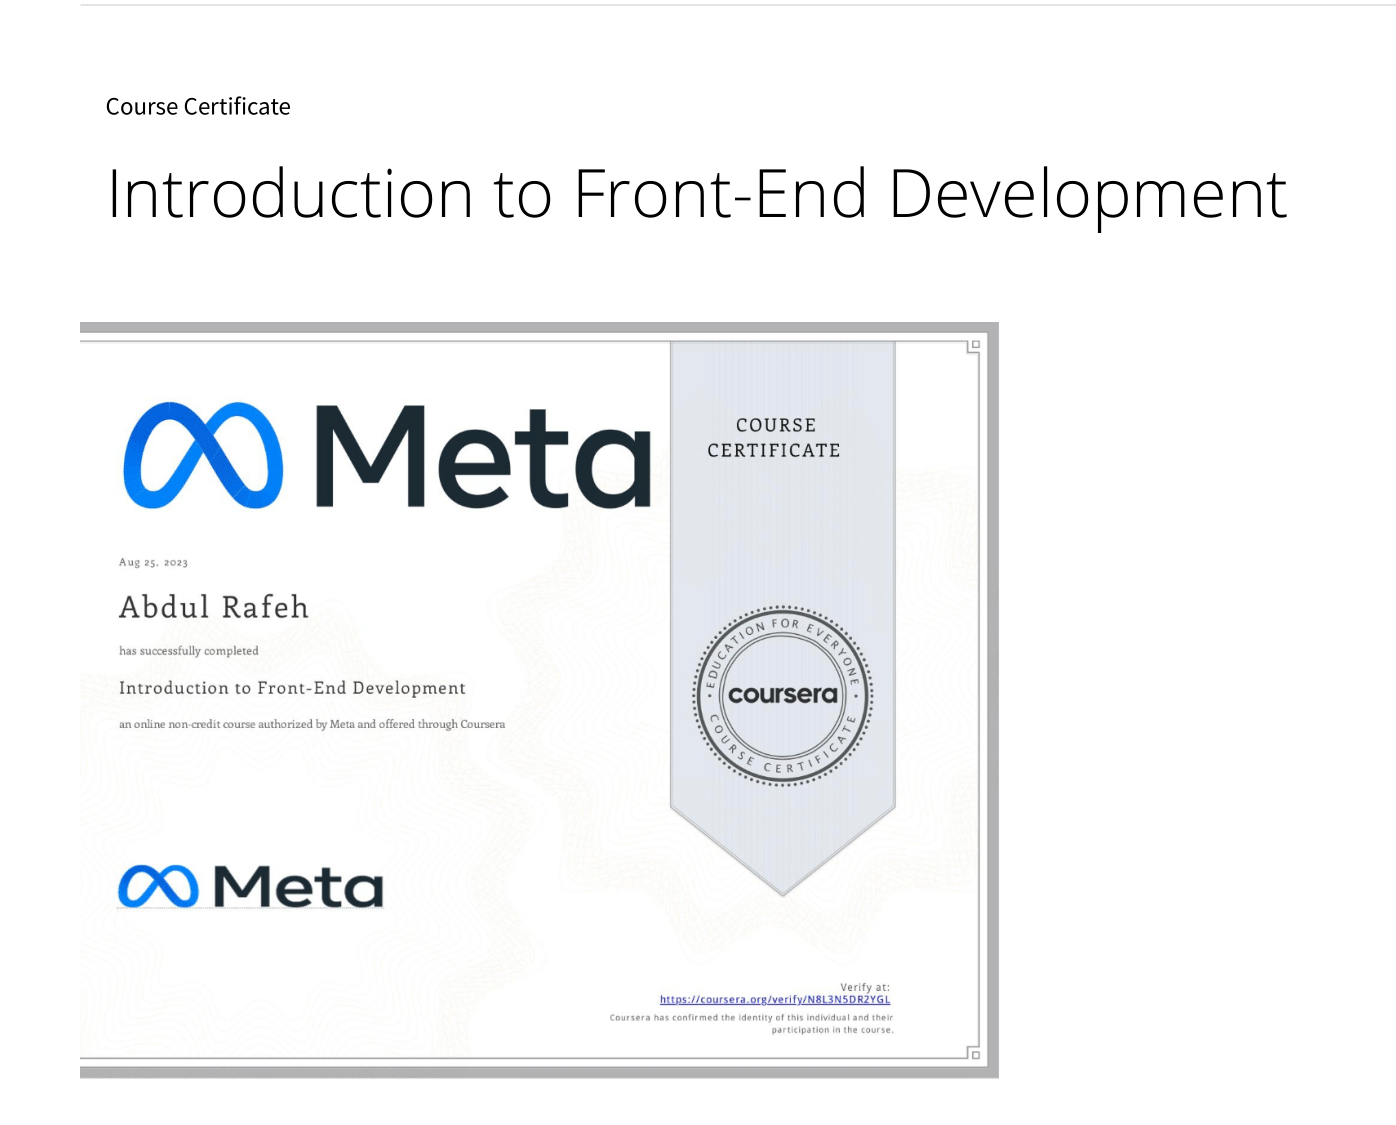 Course Certificate
Introduction to Front-End Development
Meta
COURSE
CERTIFICATE
Aug 25, 2023
Abdul Rafeh
has successfully completed
Introduction to Front-End Development
an online non-credit course authorized by Meta and offered through Coursera
EDUCATION FOR EVERYONE
coursera
COURSE CERTIFICATE
Meta
Verify at:
https://coursera.org/verify/N8L3N5DR2YGL
Coursera has confirmed the identity of this individual and their
participation in the course.